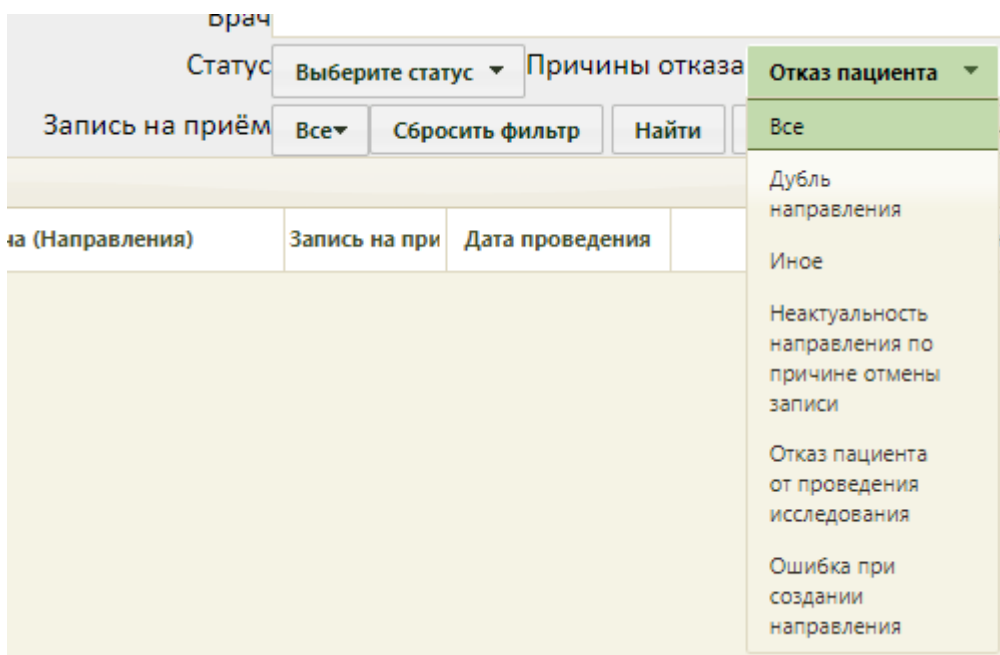 Врач
Статус Выберите статус Причины отказа Отказ пациента
Запись на приём Все Сбросить фильтр Найти
Все
Дубль
направления
Иное
Неактуальность
направления по
причине отмены
записи
Отказ пациента
от проведения
исследования
Ошибка при
создании
направления
(Направления) Запись на при Дата проведения